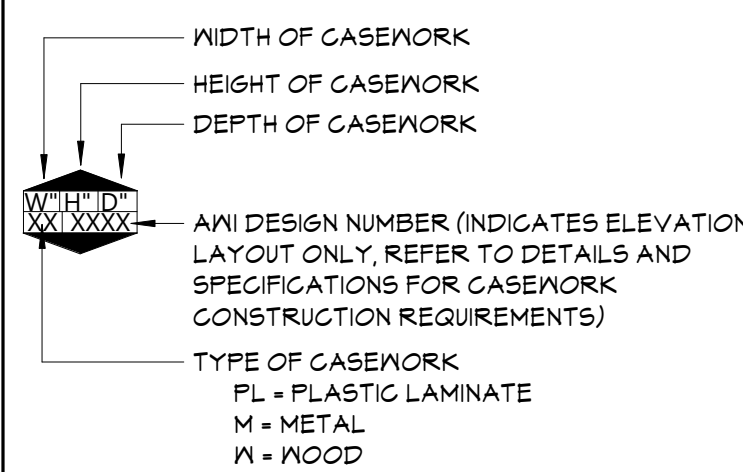 WIDTH OF CASEWORK
HEIGHT OF CASEWORK
DEPTH OF CASEWORK
W" H" D"
XX XXXX
AWI DESIGN NUMBER (INDICATES ELEVATION
LAYOUT ONLY, REFER TO DETAILS AND
SPECIFICATIONS FOR CASEWORK
CONSTRUCTION REQUIREMENTS)
TYPE OF CASEWORK
PL = PLASTIC LAMINATE
M = METAL
W = WOOD